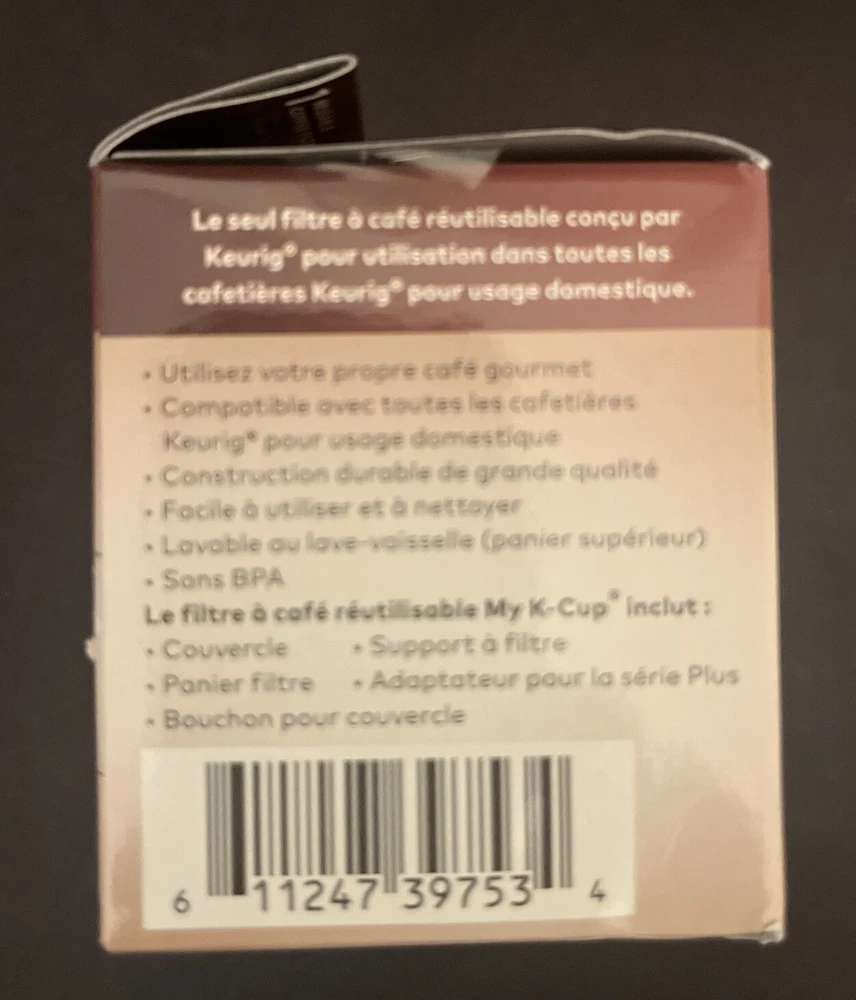 Le seul filtre à café réutilisable conçu par
Keurig® pour utilisation dans toutes les
cafetières Keurig® pour usage domestique.
• Utilisez votre propre café gourmet
• Compatible avec toutes les cafetières
Keurig® pour usage domestique
• Construction durable de grande qualité
• Facile à utiliser et à nettoyer
• Lavable au lave-vaisselle (panier supérieur)
• Sans BPA
Le filtre à café réutilisable My K-Cup® inclut :
• Couvercle • Support à filtre
• Panier filtre • Adaptateur pour la série Plus
• Bouchon pour couvercle
6 11247 39753 4